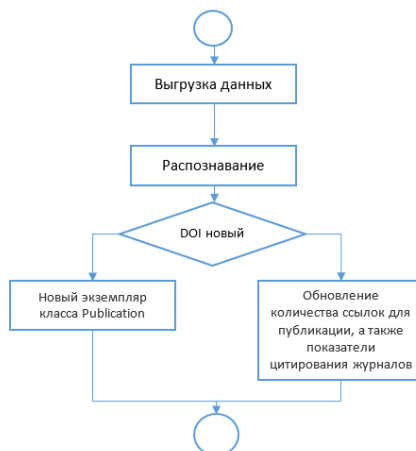 Выгрузка данных
Распознавание
DOI новый
Новый экземпляр
класса Publication
Обновление
количества ссылок для
публикации, а также
показатели
цитирования журналов